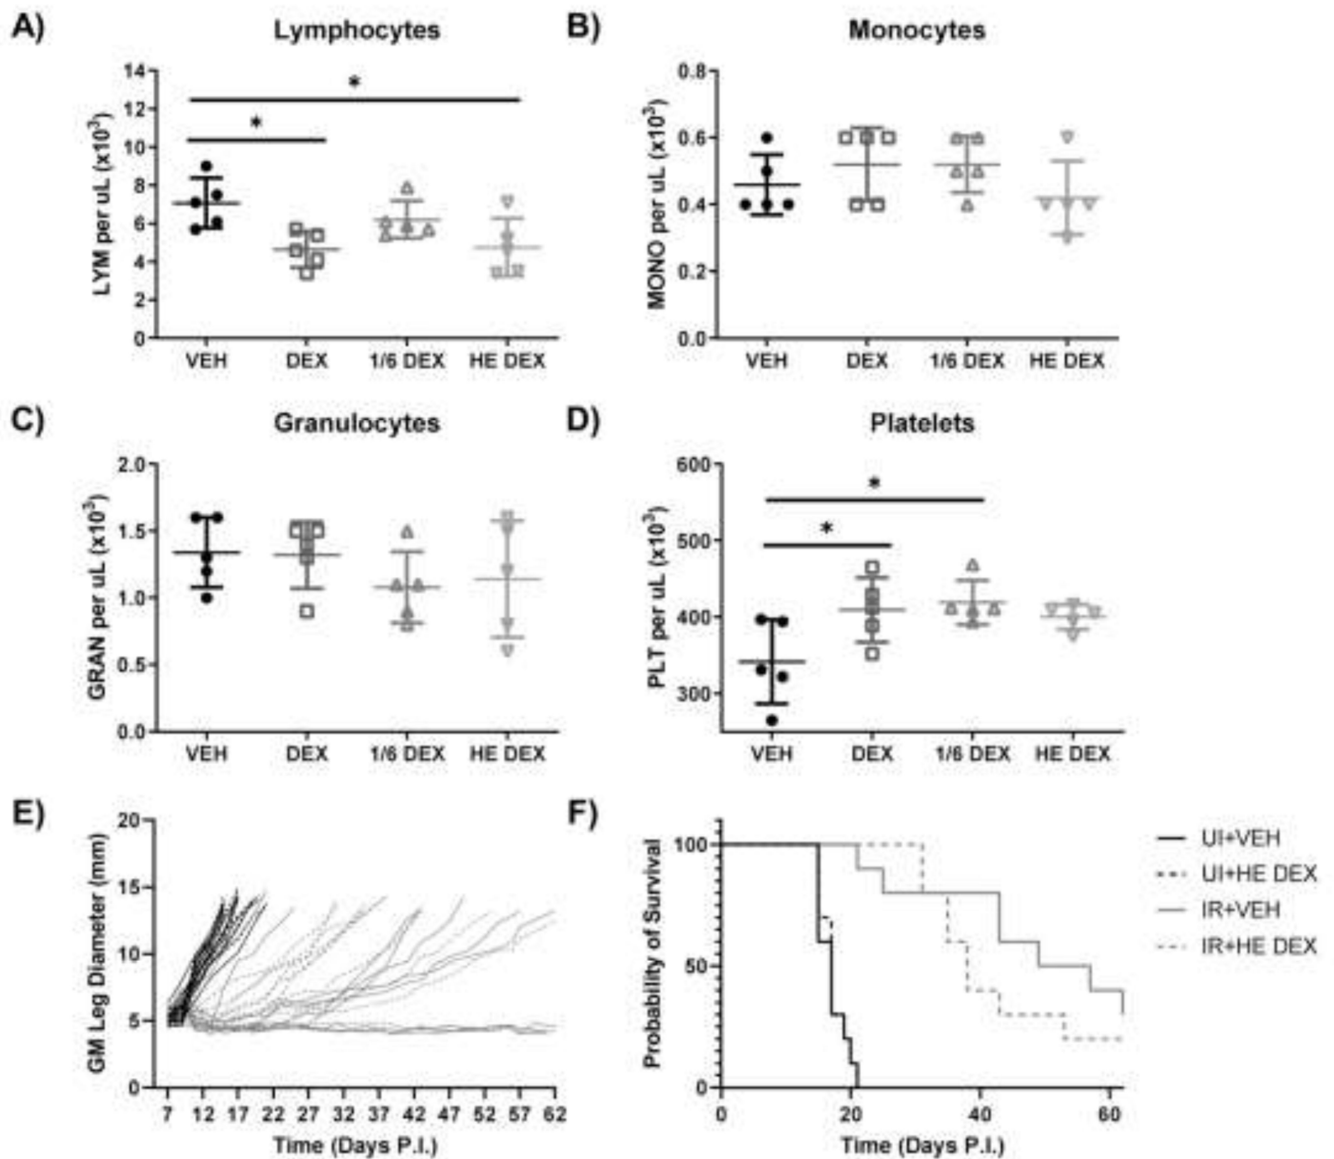 A)
Lymphocytes
LYM per uL (x10³)
14
12
10
8
6
4
2
0
*
*
VEH DEX 1/6 DEX HE DEX
B)
Monocytes
MONO per uL (x10³)
0.8
0.6
0.4
0.2
0.0
VEH DEX 1/6 DEX HE DEX
C)
Granulocytes
GRAN per uL (x10³)
2.0
1.5
1.0
0.5
0.0
VEH DEX 1/6 DEX HE DEX
D)
Platelets
PLT per uL (x10³)
600
500
400
300
*
*
VEH DEX 1/6 DEX HE DEX
E)
GM Leg Diameter (mm)
20
15
10
5
0
7 12 17 22 27 32 37 42 47 52 57 62
Time (Days P.I.)
F)
Probability of Survival
100
50
0
0 20 40 60
Time (Days P.I.)
UI+VEH
UI+HE DEX
IR+VEH
IR+HE DEX